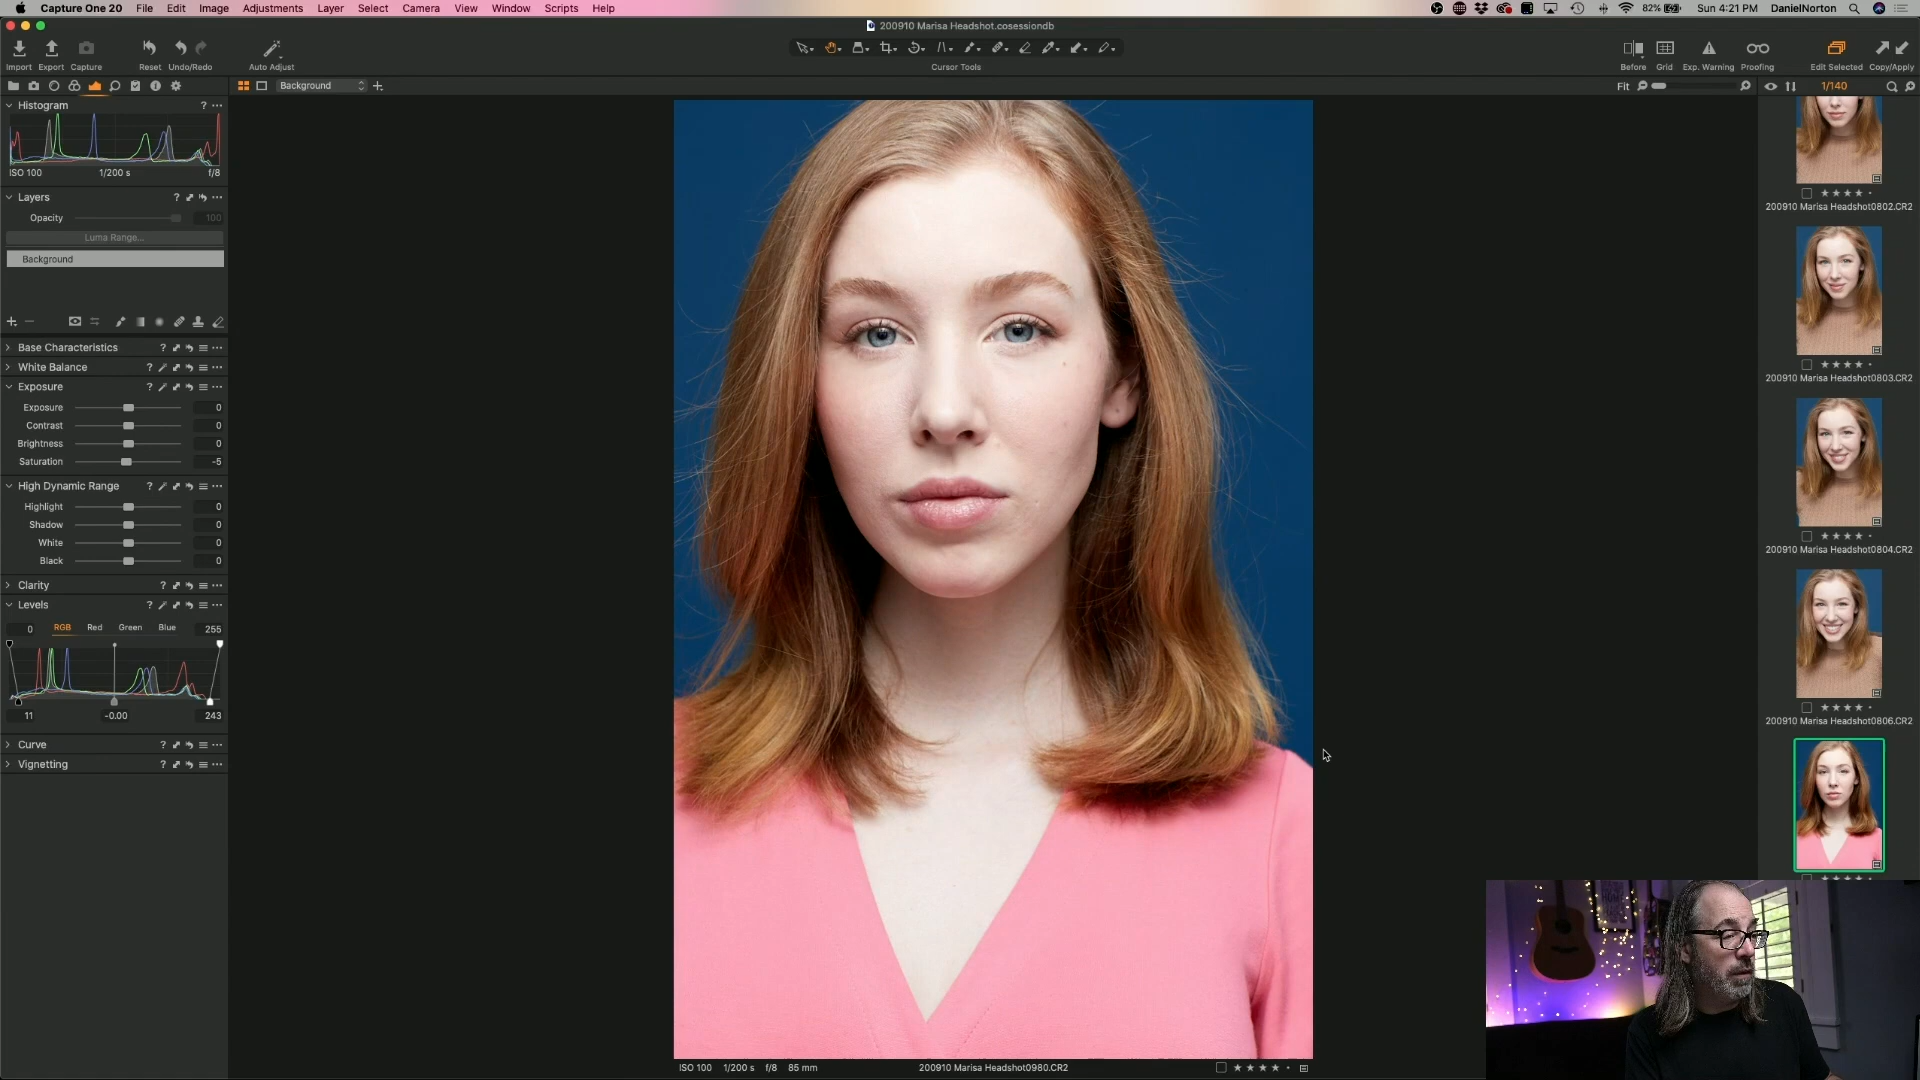 Capture One 20 File Edit Image Adjustments Layer Select Camera View Window Scripts Help
82% Sun 4:21 PM DanielNorton
200910 Marisa Headshot.cosessiondb
Import Export Capture Reset Undo/Redo Auto Adjust
Cursor Tools
Before Grid Exp. Warning Proofing Edit Selected Copy/Apply
Background
Fit
1/140
Histogram
ISO 100 1/200 s f/8
Layers
Opacity 100
Luma Range...
Background
Base Characteristics
White Balance
Exposure
Exposure 0
Contrast 0
Brightness 0
Saturation -5
High Dynamic Range
Highlight 0
Shadow 0
White 0
Black 0
Clarity
Levels
0 RGB Red Green Blue 255
11 -0.00 243
Curve
Vignetting
200910 Marisa Headshot0802.CR2
200910 Marisa Headshot0803.CR2
200910 Marisa Headshot0804.CR2
200910 Marisa Headshot0806.CR2
ISO 100 1/200 s f/8 85 mm 200910 Marisa Headshot0980.CR2